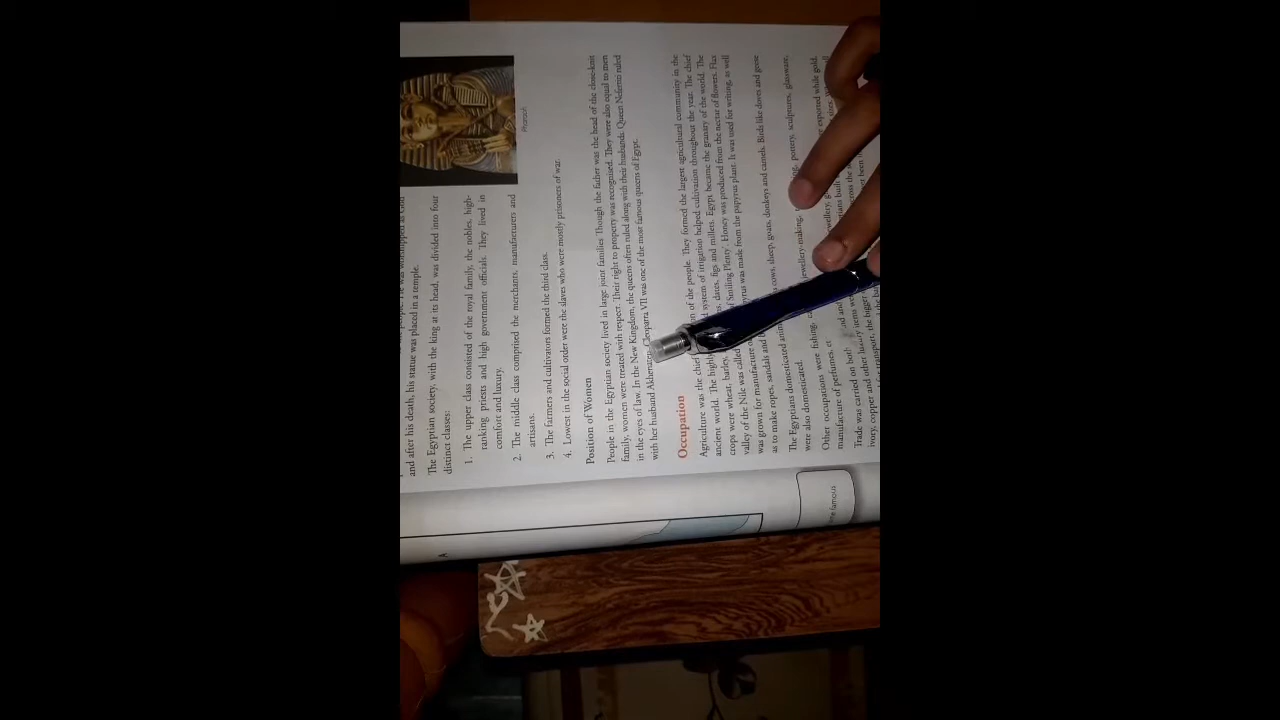 and after his death, his statue was placed in a temple.
The Egyptian society, with the king at its head, was divided into four
distinct classes:
1. The upper class consisted of the royal family, the nobles, high-
ranking priests and high government officials. They lived in
comfort and luxury.
2. The middle class comprised the merchants, manufacturers and
artisans.
3. The farmers and cultivators formed the third class.
4. Lowest in the social order were the slaves who were mostly prisoners of war.
Pharaoh
Position of Women
People in the Egyptian society lived in large joint families Though the father was the head of the close-knit
family, women were treated with respect. Their right to property was recognised. They were also equal to men
in the eyes of law. In the New Kingdom, the queens often ruled along with their husbands. Queen Nefertiti ruled
with her husband Akhenaten. Cleopatra VII was one of the most famous queens of Egypt.
Occupation
Agriculture was the chief of the people. They formed the largest agricultural community in the
ancient world. The highly system of irrigation helped cultivation throughout the year. The chief
crops were wheat, barley, dates, figs and millets. Egypt became the granary of the world. The
valley of the Nile was called of Smiling Plenty'. Honey was produced from the nectar of flowers. Flax
was grown for manufacture was made from the papyrus plant. It was used for writing, as well
as to make ropes, sandals and
The Egyptians domesticated cows, sheep, goats, donkeys and camels. Birds like doves and geese
were also domesticated.
Other occupations were fishing, jewellery-making, pottery, sculptures, glassware,
manufacture of perfumes,
Trade was carried on both exported while gold,
ivory, copper and other luxury items
the famous
A